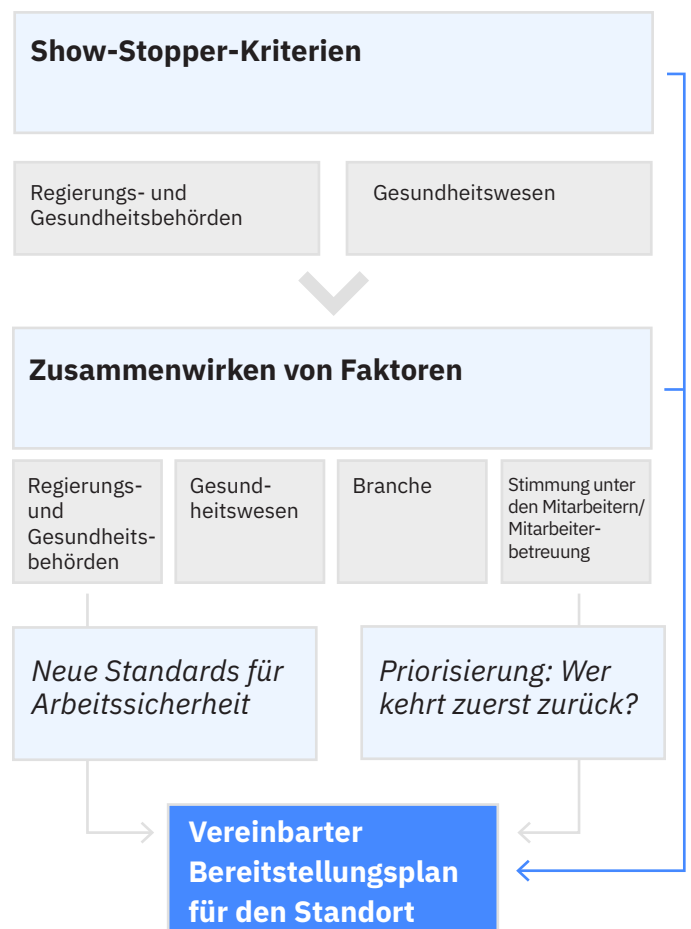 Show-Stopper-Kriterien
Regierungs- und
Gesundheitsbehörden
Gesundheitswesen
Zusammenwirken von Faktoren
Regierungs-
und
Gesundheits-
behörden
Gesund-
heitswesen
Branche
Stimmung unter
den Mitarbeitern/
Mitarbeiter-
betreuung
Neue Standards für
Arbeitssicherheit
Priorisierung: Wer
kehrt zuerst zurück?
Vereinbarter
Bereitstellungsplan
für den Standort